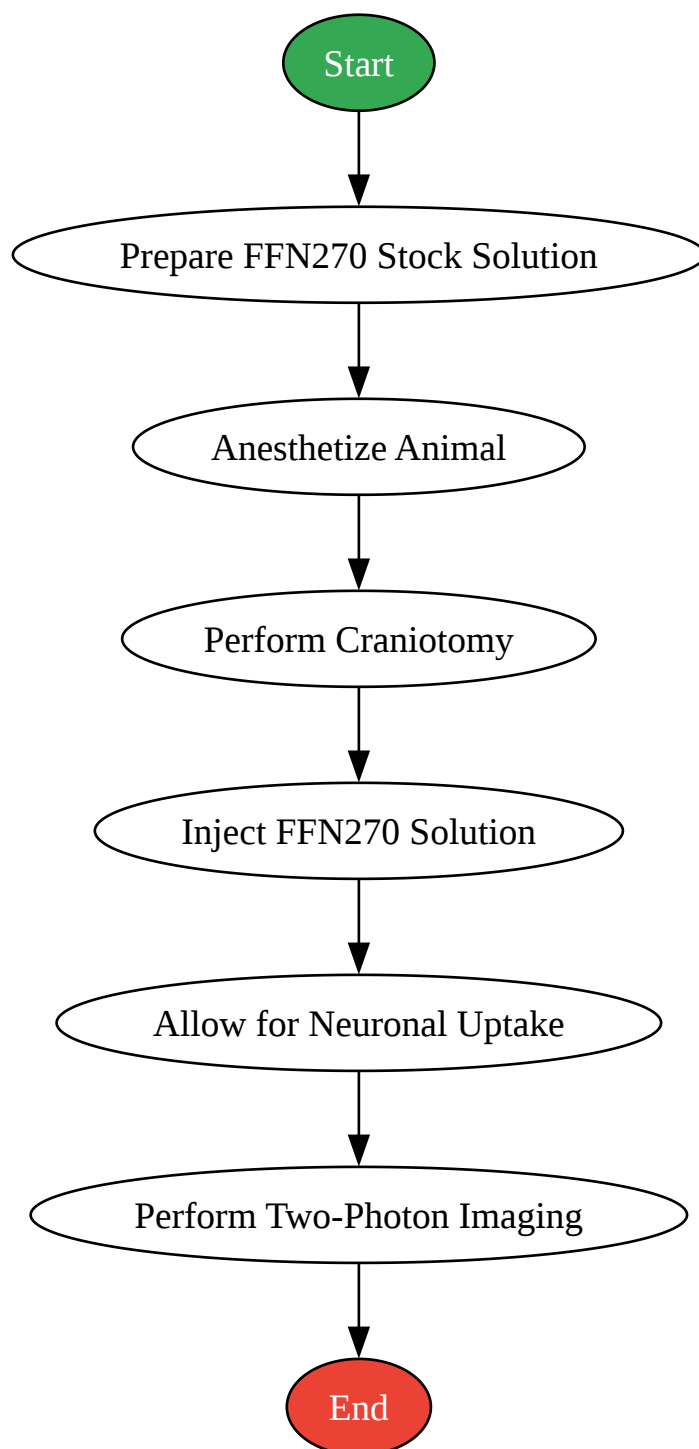 Start
Prepare FFN270 Stock Solution
Anesthetize Animal
Perform Craniotomy
Inject FFN270 Solution
Allow for Neuronal Uptake
Perform Two-Photon Imaging
End